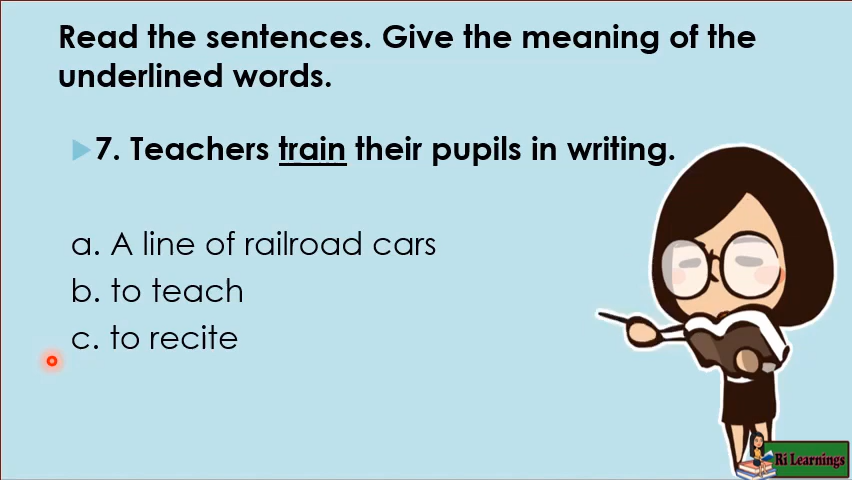 Read the sentences. Give the meaning of the
underlined words.
7. Teachers train their pupils in writing.
a. A line of railroad cars
b. to teach
c. to recite
Ri Learnings